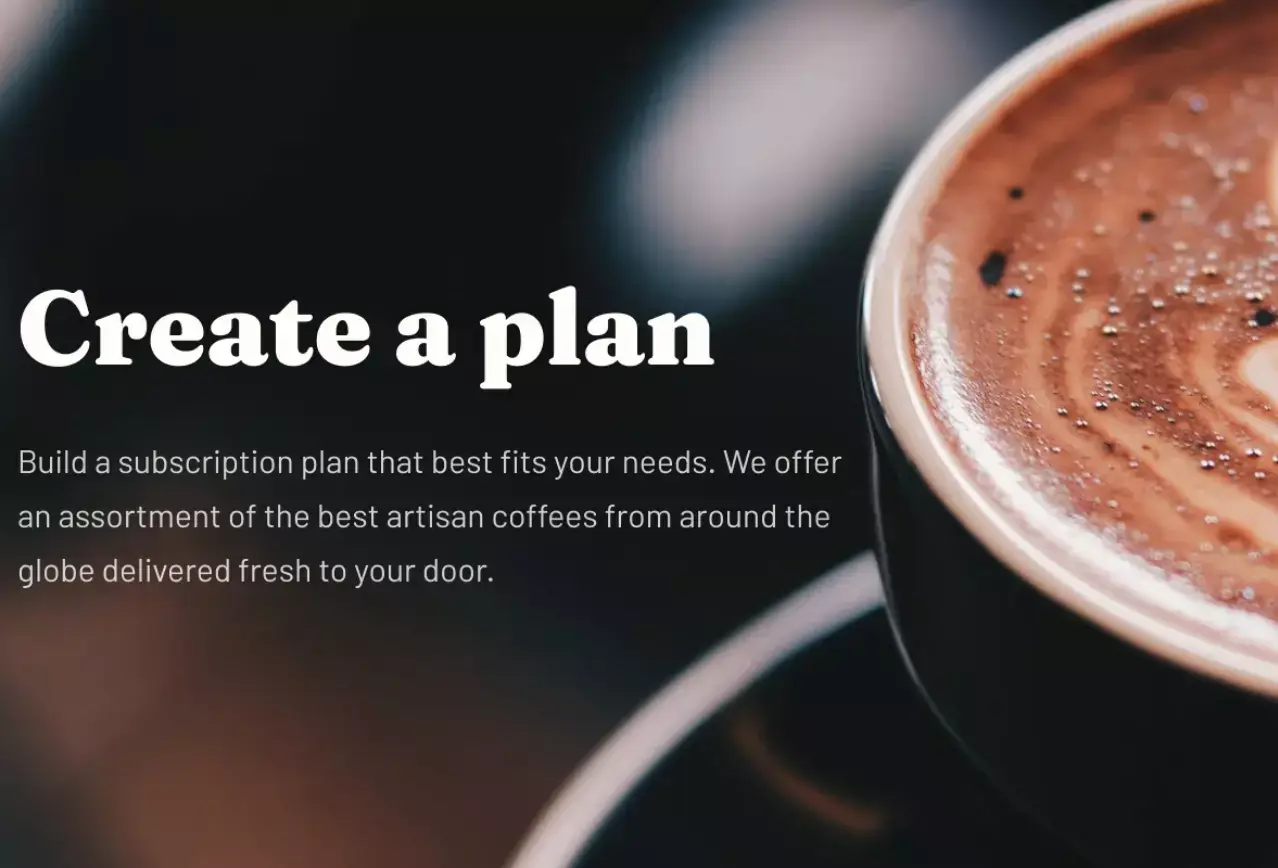 Create a plan
Build a subscription plan that best fits your needs. We offer
an assortment of the best artisan coffees from around the
globe delivered fresh to your door.